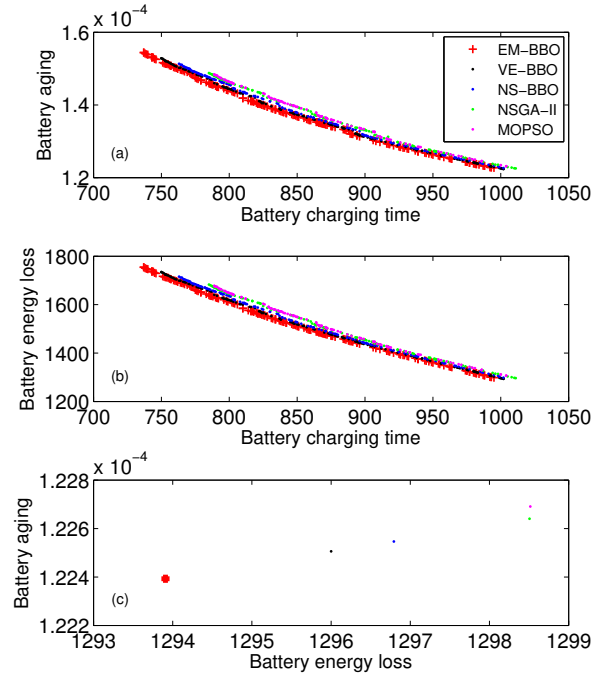 x 10⁻⁴
1.6
1.4
1.2
Battery aging
(a)
EM−BBO
VE−BBO
NS−BBO
NSGA−II
MOPSO
700 750 800 850 900 950 1000 1050
Battery charging time
1800
1600
1400
1200
Battery energy loss
(b)
700 750 800 850 900 950 1000 1050
Battery charging time
x 10⁻⁴
1.228
1.226
1.224
1.222
Battery aging
(c)
1293 1294 1295 1296 1297 1298 1299
Battery energy loss